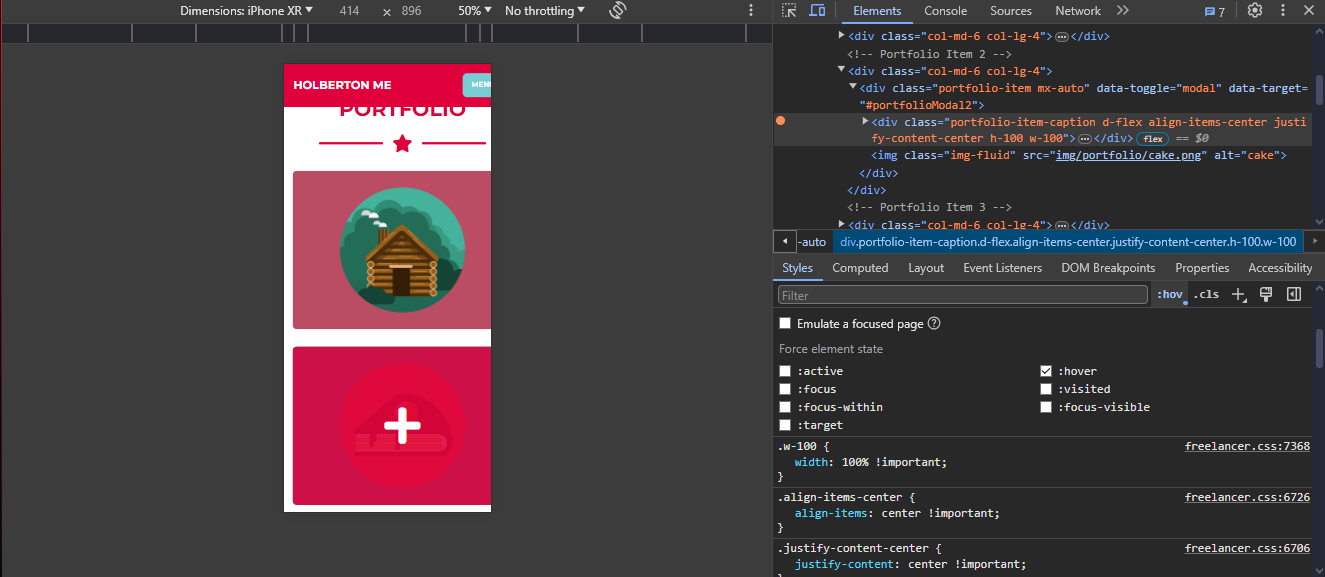 Dimensions: iPhone XR 414 × 896 50% No throttling
Elements Console Sources Network 7
<div class="col-md-6 col-lg-4"> ⋯ </div>
<!-- Portfolio Item 2 -->
<div class="col-md-6 col-lg-4">
<div class="portfolio-item mx-auto" data-toggle="modal" data-target=
"#portfolioModal2">
<div class="portfolio-item-caption d-flex align-items-center justi
fy-content-center h-100 w-100"> ⋯ </div> flex == $0
<img class="img-fluid" src="img/portfolio/cake.png" alt="cake">
</div>
</div>
<!-- Portfolio Item 3 -->
<div class="col-md-6 col-lg-4"> ⋯ </div>
-auto div.portfolio-item-caption.d-flex.align-items-center.justify-content-center.h-100.w-100
Styles Computed Layout Event Listeners DOM Breakpoints Properties Accessibility
Filter :hov .cls
Emulate a focused page ?
Force element state
:active :hover
:focus :visited
:focus-within :focus-visible
:target
.w-100 { freelancer.css:7368
width: 100% !important;
}
.align-items-center { freelancer.css:6726
align-items: center !important;
}
.justify-content-center { freelancer.css:6706
justify-content: center !important;
}
HOLBERTON ME MENU
PORTFOLIO